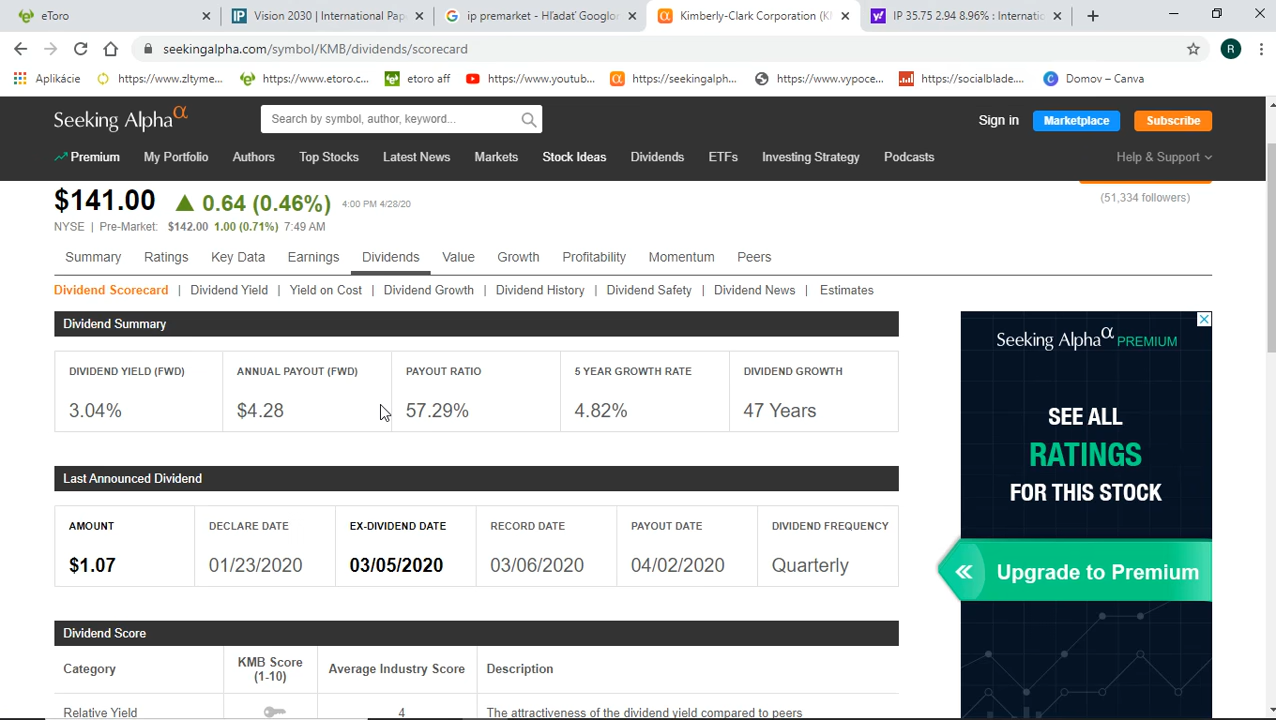 eToro
Vision 2030 | International Pap
ip premarket - Hľadať Googlom
Kimberly-Clark Corporation (K
IP 35.75 2.94 8.96% : Internatio
seekingalpha.com/symbol/KMB/dividends/scorecard
R
Aplikácie
https://www.zltyme...
https://www.etoro.c...
etoro aff
https://www.youtub...
https://seekingalph...
https://www.vypoce...
https://socialblade....
Domov – Canva
Seeking Alpha α
Search by symbol, author, keyword...
Sign in
Marketplace
Subscribe
Premium
My Portfolio
Authors
Top Stocks
Latest News
Markets
Stock Ideas
Dividends
ETFs
Investing Strategy
Podcasts
Help & Support
$141.00 ▲ 0.64 (0.46%) 4:00 PM 4/28/20
(51,334 followers)
NYSE | Pre-Market: $142.00 1.00 (0.71%) 7:49 AM
Summary Ratings Key Data Earnings Dividends Value Growth Profitability Momentum Peers
Dividend Scorecard | Dividend Yield | Yield on Cost | Dividend Growth | Dividend History | Dividend Safety | Dividend News | Estimates
Dividend Summary
DIVIDEND YIELD (FWD) ANNUAL PAYOUT (FWD) PAYOUT RATIO 5 YEAR GROWTH RATE DIVIDEND GROWTH
3.04% $4.28 57.29% 4.82% 47 Years
Last Announced Dividend
AMOUNT DECLARE DATE EX-DIVIDEND DATE RECORD DATE PAYOUT DATE DIVIDEND FREQUENCY
$1.07 01/23/2020 03/05/2020 03/06/2020 04/02/2020 Quarterly
Dividend Score
Category KMB Score (1-10) Average Industry Score Description
Relative Yield 4 The attractiveness of the dividend yield compared to peers
Seeking Alpha α PREMIUM
SEE ALL
RATINGS
FOR THIS STOCK
« Upgrade to Premium